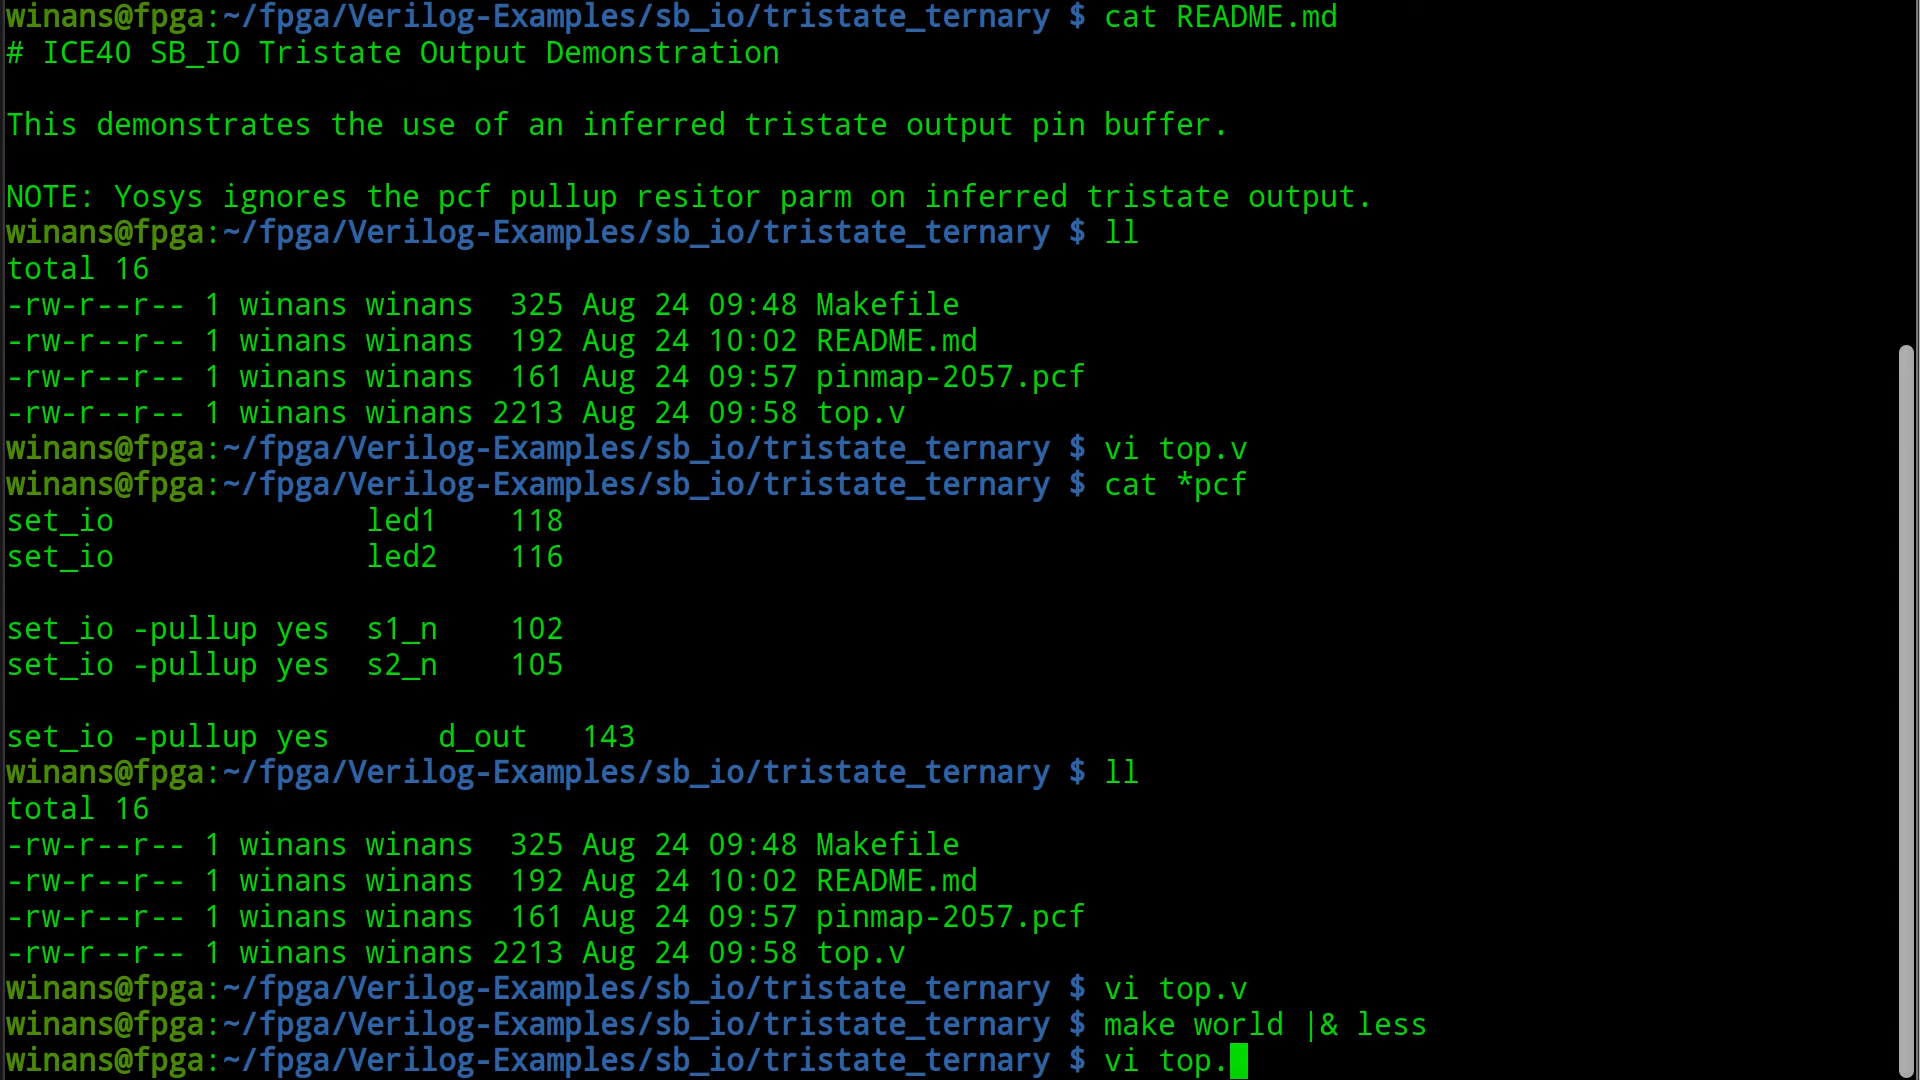 winans@fpga:~/fpga/Verilog-Examples/sb_io/tristate_ternary $ cat README.md
# ICE40 SB_IO Tristate Output Demonstration
This demonstrates the use of an inferred tristate output pin buffer.
NOTE: Yosys ignores the pcf pullup resitor parm on inferred tristate output.
winans@fpga:~/fpga/Verilog-Examples/sb_io/tristate_ternary $ ll
total 16
-rw-r--r-- 1 winans winans  325 Aug 24 09:48 Makefile
-rw-r--r-- 1 winans winans  192 Aug 24 10:02 README.md
-rw-r--r-- 1 winans winans  161 Aug 24 09:57 pinmap-2057.pcf
-rw-r--r-- 1 winans winans 2213 Aug 24 09:58 top.v
winans@fpga:~/fpga/Verilog-Examples/sb_io/tristate_ternary $ vi top.v
winans@fpga:~/fpga/Verilog-Examples/sb_io/tristate_ternary $ cat *pcf
set_io              led1    118
set_io              led2    116
set_io -pullup yes  s1_n    102
set_io -pullup yes  s2_n    105
set_io -pullup yes      d_out   143
winans@fpga:~/fpga/Verilog-Examples/sb_io/tristate_ternary $ ll
total 16
-rw-r--r-- 1 winans winans  325 Aug 24 09:48 Makefile
-rw-r--r-- 1 winans winans  192 Aug 24 10:02 README.md
-rw-r--r-- 1 winans winans  161 Aug 24 09:57 pinmap-2057.pcf
-rw-r--r-- 1 winans winans 2213 Aug 24 09:58 top.v
winans@fpga:~/fpga/Verilog-Examples/sb_io/tristate_ternary $ vi top.v
winans@fpga:~/fpga/Verilog-Examples/sb_io/tristate_ternary $ make world |& less
winans@fpga:~/fpga/Verilog-Examples/sb_io/tristate_ternary $ vi top.